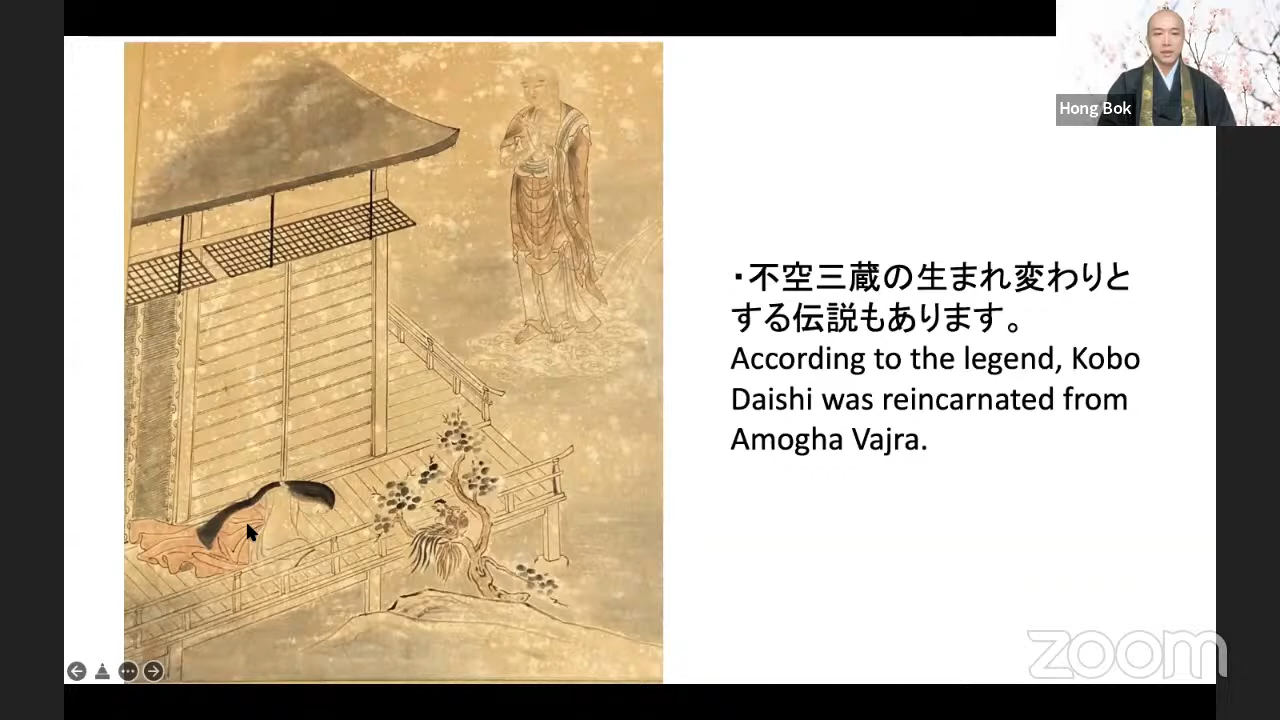 Hong Bok
・不空三蔵の生まれ変わりと
する伝説もあります。
According to the legend, Kobo
Daishi was reincarnated from
Amogha Vajra.
zoom